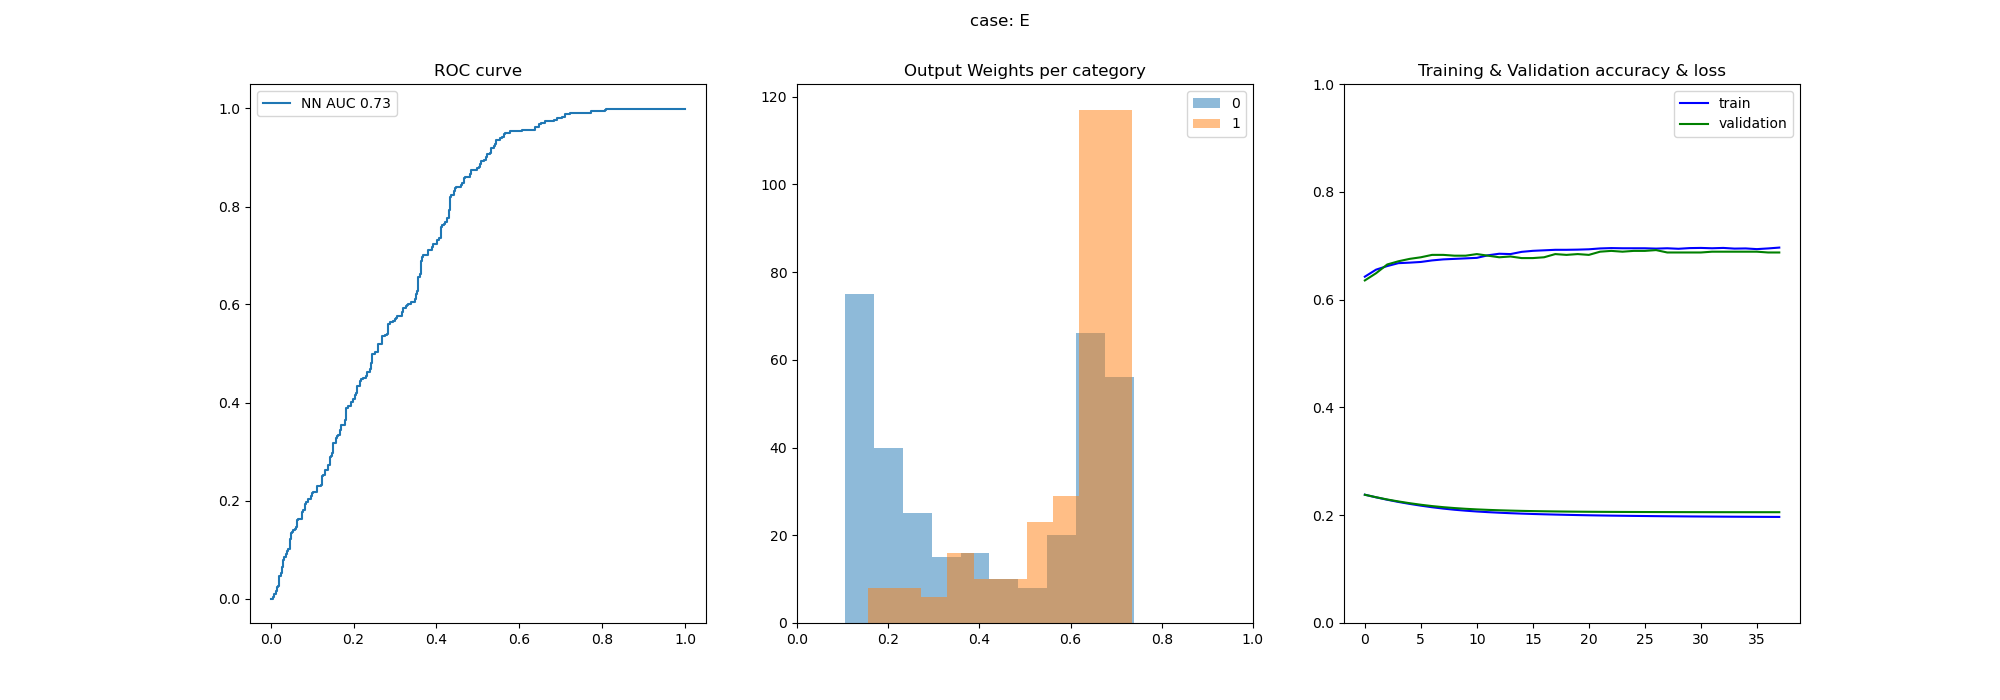 case: E
ROC curve
NN AUC 0.73
1.0
0.8
0.6
0.4
0.2
0.0
0.0 0.2 0.4 0.6 0.8 1.0
Output Weights per category
0
1
120
100
80
60
40
20
0
0.0 0.2 0.4 0.6 0.8 1.0
Training & Validation accuracy & loss
train
validation
1.0
0.8
0.6
0.4
0.2
0.0
0 5 10 15 20 25 30 35